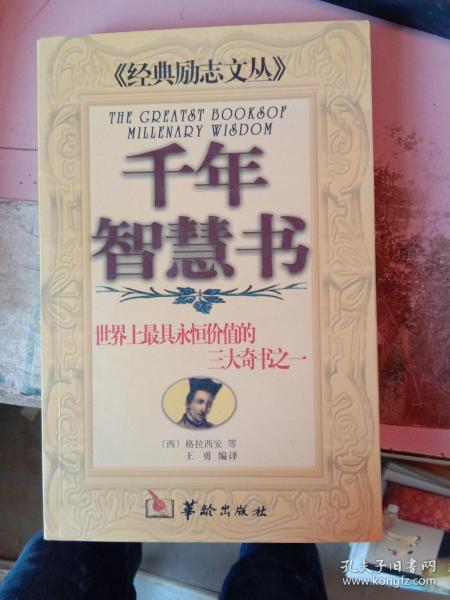 《经典励志文丛》
THE GREATST BOOKSOF
MILLENARY WISDOM
千年
智慧书
世界上最具永恒价值的
三大奇书之一
〔西〕格拉西安 等
王 勇 编译
华龄出版社
孔夫子旧书网
www.kongfz.com